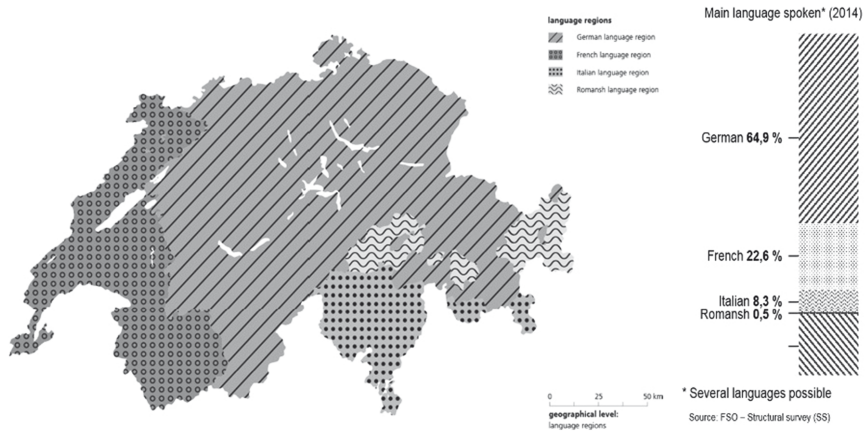 language regions
German language region
French language region
Italian language region
Romansh language region
Main language spoken* (2014)
German 64,9 %
French 22,6 %
Italian 8,3 %
Romansh 0,5 %
* Several languages possible
Source: FSO – Structural survey (SS)
0 25 50 km
geographical level:
language regions